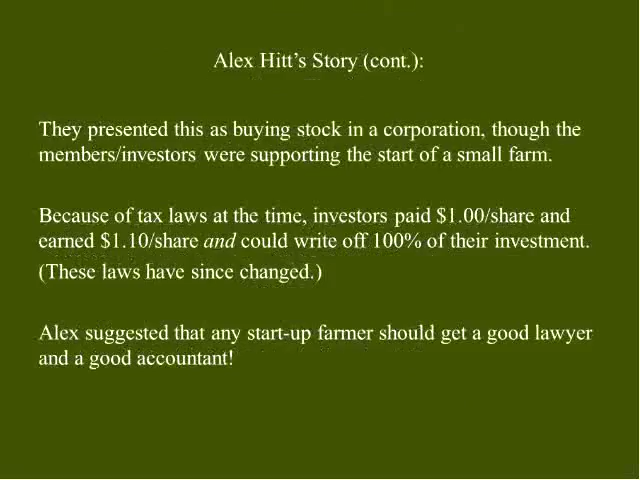 Alex Hitt’s Story (cont.):
They presented this as buying stock in a corporation, though the
members/investors were supporting the start of a small farm.
Because of tax laws at the time, investors paid $1.00/share and
earned $1.10/share and could write off 100% of their investment.
(These laws have since changed.)
Alex suggested that any start-up farmer should get a good lawyer
and a good accountant!